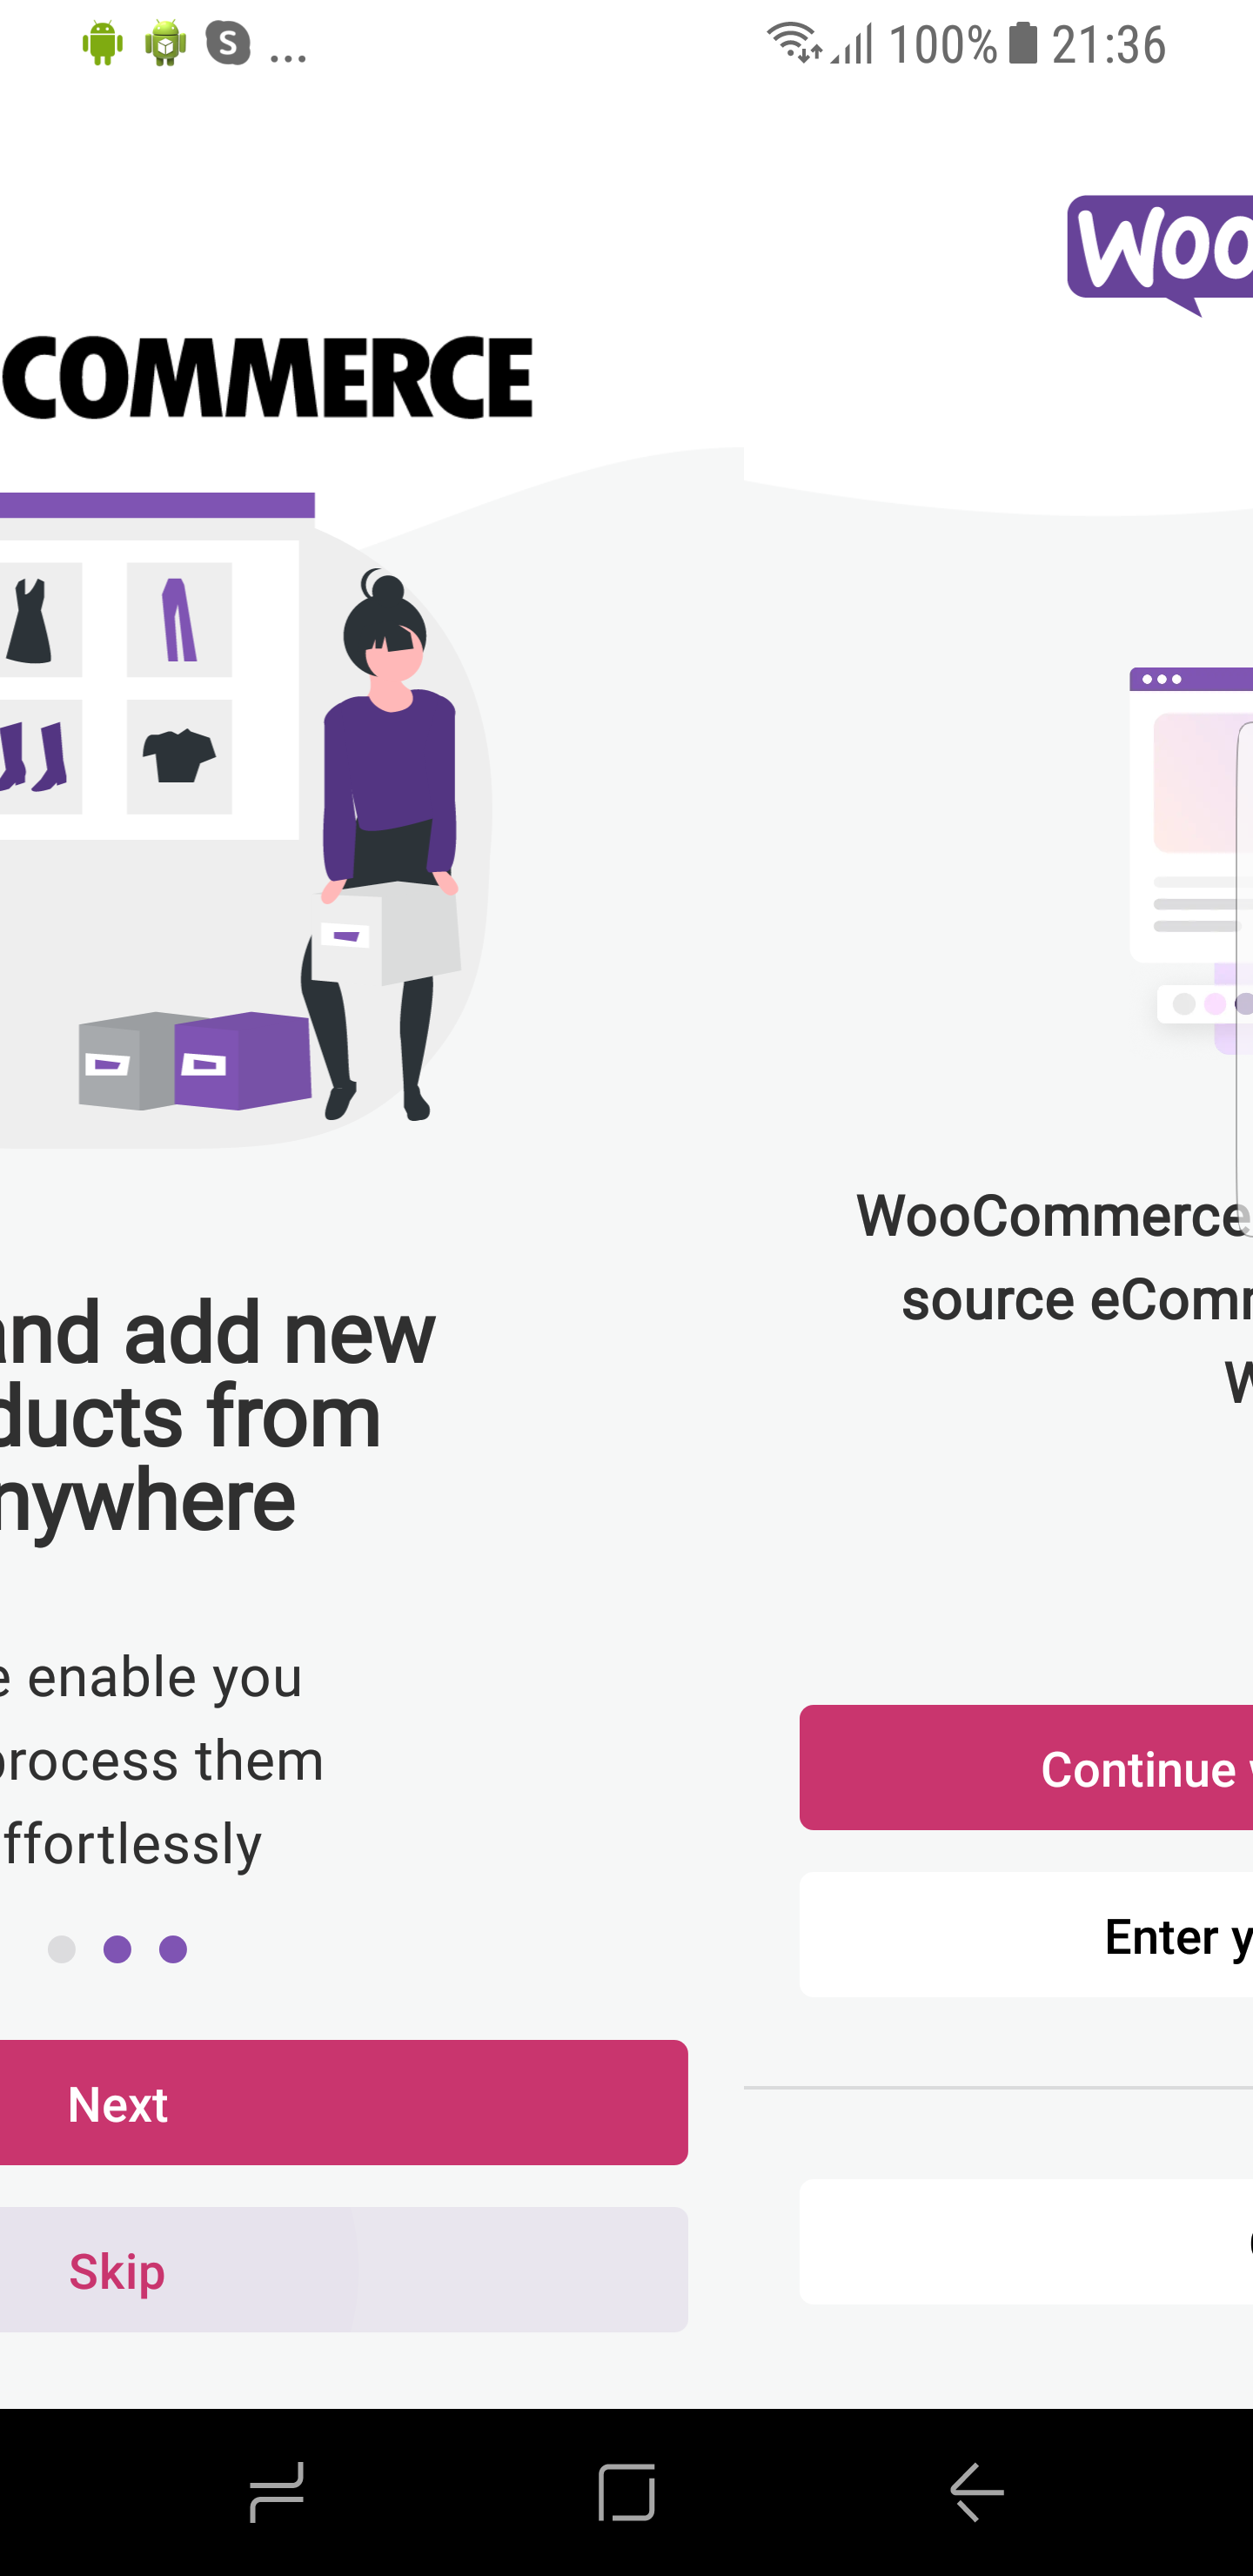 ... 100% 21:36
WOO
COMMERCE
and add new
ducts from
nywhere
e enable you
process them
ffortlessly
Next
Skip
WooCommerce
source eComm
w
Continue w
Enter y